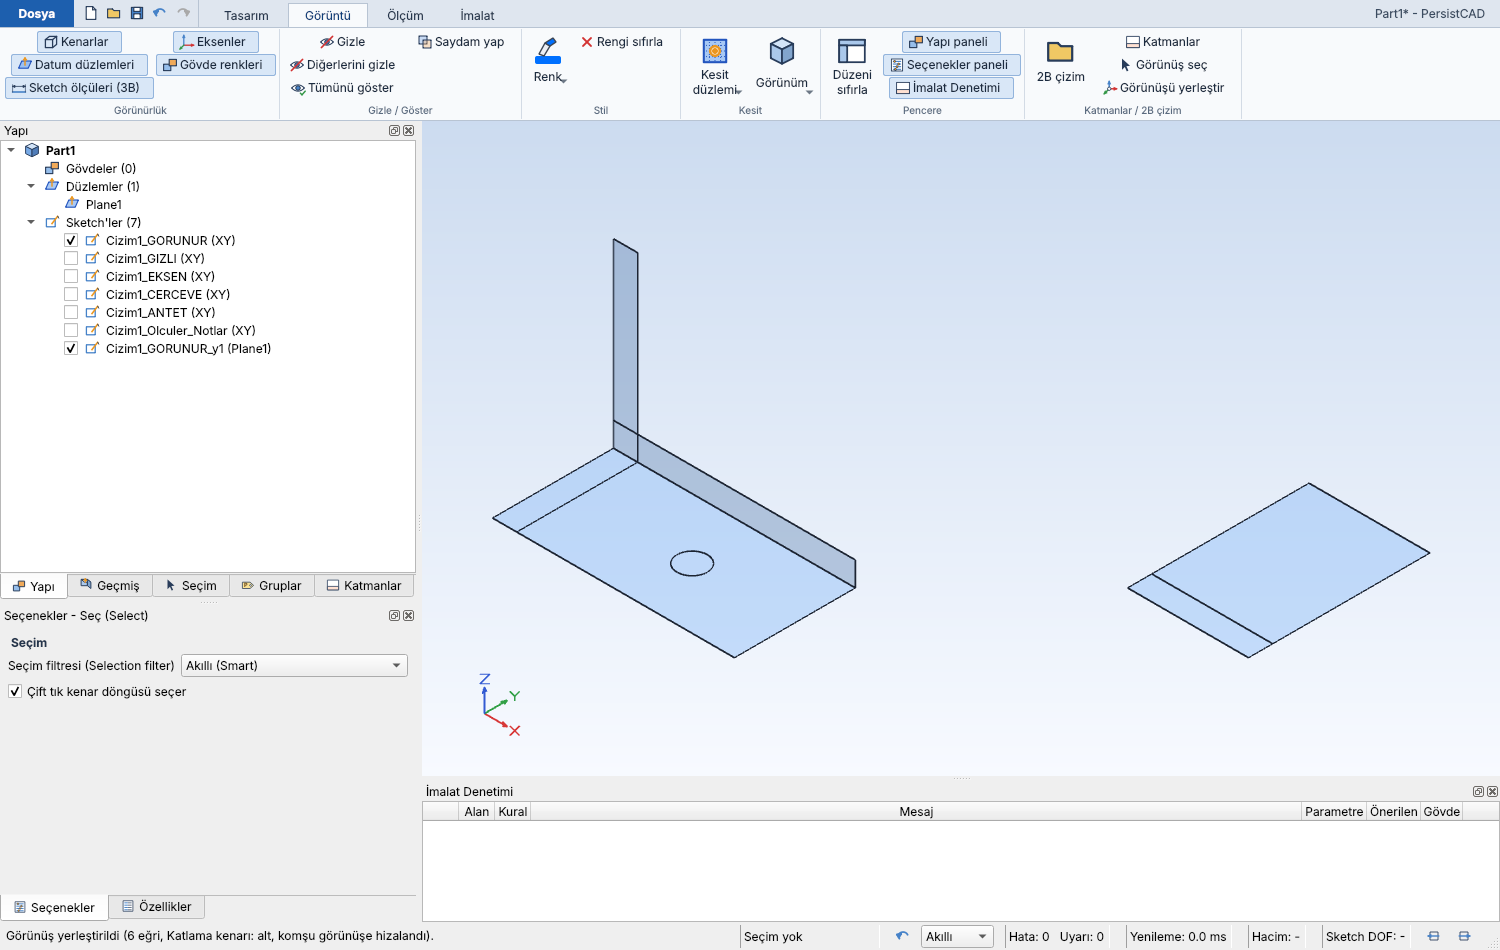 Dosya
Tasarım Görüntü Ölçüm İmalat
Part1* - PersistCAD
Kenarlar Eksenler
Datum düzlemleri Gövde renkleri
Sketch ölçüleri (3B)
Görünürlük
Gizle Saydam yap
Diğerlerini gizle
Tümünü göster
Gizle / Göster
Renk
Rengi sıfırla
Stil
Kesit düzlemi
Görünüm
Kesit
Düzeni sıfırla
Yapı paneli
Seçenekler paneli
İmalat Denetimi
Pencere
2B çizim
Katmanlar
Görünüş seç
Görünüşü yerleştir
Katmanlar / 2B çizim
Yapı
Part1
Gövdeler (0)
Düzlemler (1)
Plane1
Sketch'ler (7)
Cizim1_GORUNUR (XY)
Cizim1_GIZLI (XY)
Cizim1_EKSEN (XY)
Cizim1_CERCEVE (XY)
Cizim1_ANTET (XY)
Cizim1_Olculer_Notlar (XY)
Cizim1_GORUNUR_y1 (Plane1)
Yapı Geçmiş Seçim Gruplar Katmanlar
Seçenekler - Seç (Select)
Seçim
Seçim filtresi (Selection filter) Akıllı (Smart)
Çift tık kenar döngüsü seçer
Seçenekler Özellikler
Z
Y
X
İmalat Denetimi
Alan Kural Mesaj Parametre Önerilen Gövde
Görünüş yerleştirildi (6 eğri, Katlama kenarı: alt, komşu görünüşe hizalandı).
Seçim yok
Akıllı
Hata: 0 Uyarı: 0
Yenileme: 0.0 ms
Hacim: -
Sketch DOF: -